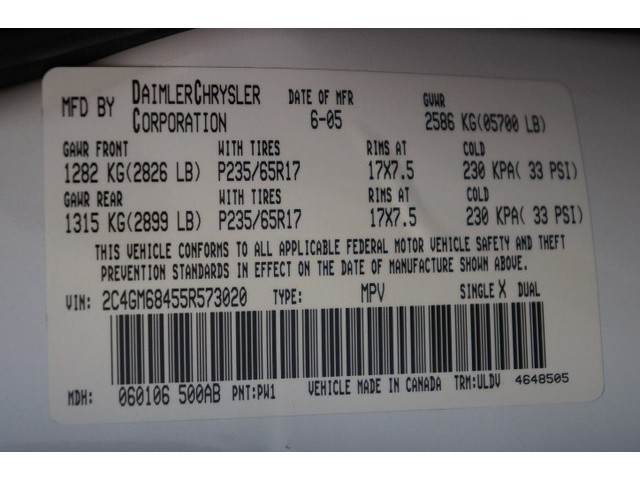 MFD BY DAIMLERCHRYSLER CORPORATION DATE OF MFR 6-05 GVWR 2586 KG(05700 LB)
GAWR FRONT WITH TIRES RIMS AT COLD
1282 KG(2826 LB) P235/65R17 17X7.5 230 KPA( 33 PSI)
GAWR REAR WITH TIRES RIMS AT COLD
1315 KG(2899 LB) P235/65R17 17X7.5 230 KPA( 33 PSI)
THIS VEHICLE CONFORMS TO ALL APPLICABLE FEDERAL MOTOR VEHICLE SAFETY AND THEFT
PREVENTION STANDARDS IN EFFECT ON THE DATE OF MANUFACTURE SHOWN ABOVE.
VIN: 2C4GM68455R573020 TYPE: MPV SINGLE X DUAL
MDH: 060106 500AB PNT:PW1 VEHICLE MADE IN CANADA TRM:ULDV 4648505